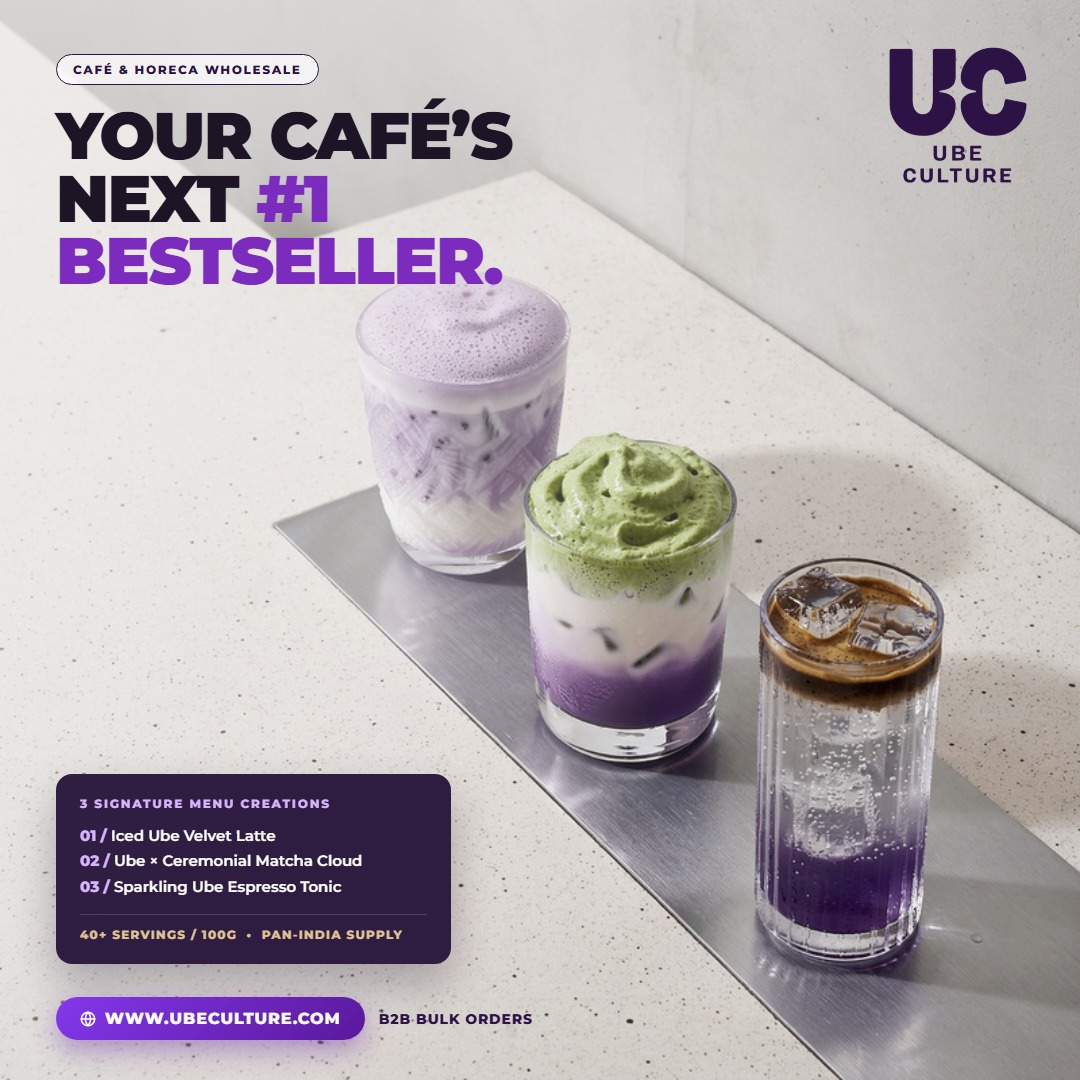 CAFÉ & HORECA WHOLESALE
YOUR CAFÉ’S
NEXT #1
BESTSELLER.
UC
UBE
CULTURE
3 SIGNATURE MENU CREATIONS
01 / Iced Ube Velvet Latte
02 / Ube × Ceremonial Matcha Cloud
03 / Sparkling Ube Espresso Tonic
40+ SERVINGS / 100G • PAN-INDIA SUPPLY
WWW.UBECULTURE.COM
B2B BULK ORDERS